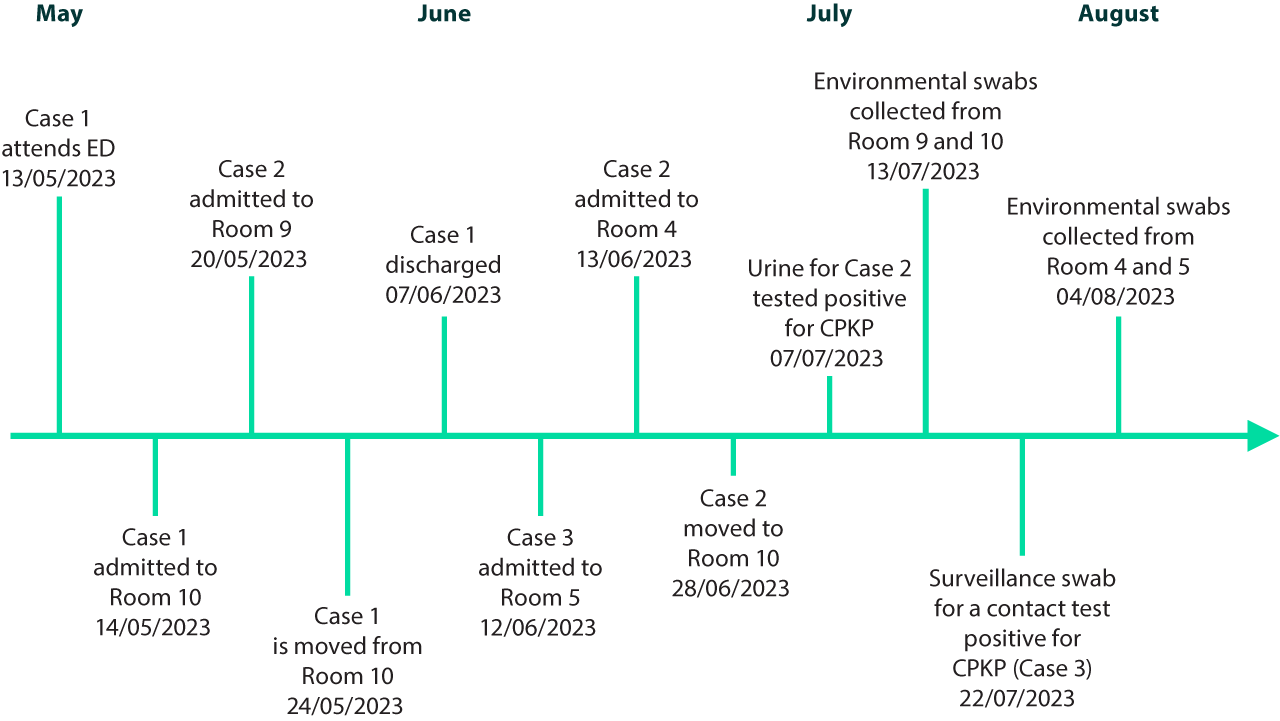 May
June
July
August
Case 1
attends ED
13/05/2023
Case 1
admitted to
Room 10
14/05/2023
Case 2
admitted to
Room 9
20/05/2023
Case 1
is moved from
Room 10
24/05/2023
Case 1
discharged
07/06/2023
Case 3
admitted to
Room 5
12/06/2023
Case 2
admitted to
Room 4
13/06/2023
Case 2
moved to
Room 10
28/06/2023
Urine for Case 2
tested positive
for CPKP
07/07/2023
Environmental swabs
collected from
Room 9 and 10
13/07/2023
Surveillance swab
for a contact test
positive for
CPKP (Case 3)
22/07/2023
Environmental swabs
collected from
Room 4 and 5
04/08/2023